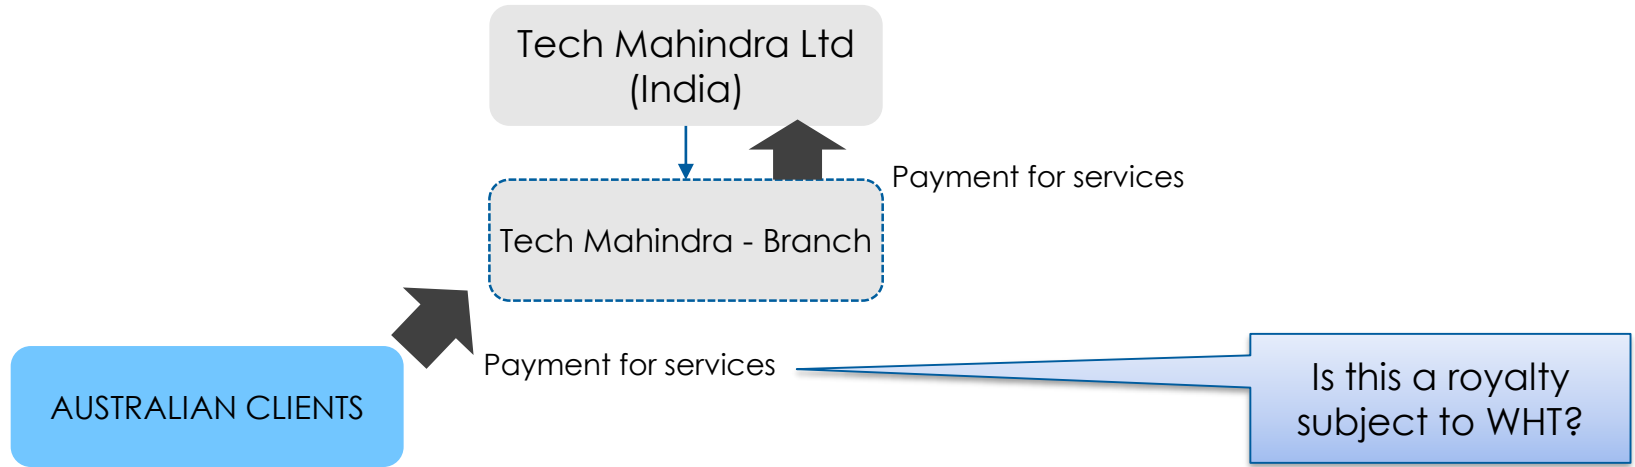 Tech Mahindra Ltd
(India)
Payment for services
Tech Mahindra - Branch
Payment for services
AUSTRALIAN CLIENTS
Is this a royalty
subject to WHT?